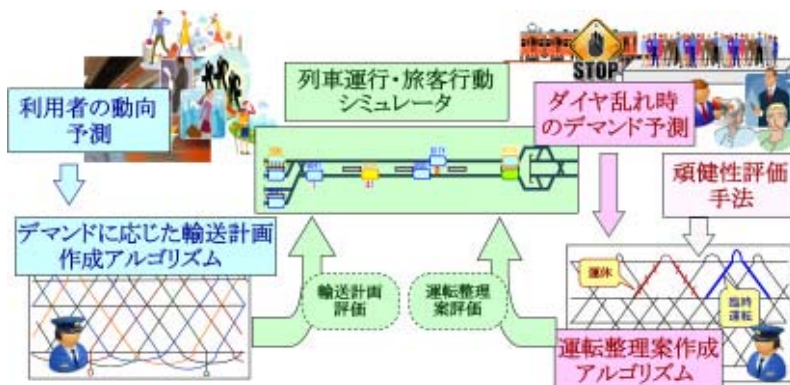 利用者の動向
予測
デマンドに応じた輸送計画
作成アルゴリズム
列車運行・旅客行動
シミュレータ
輸送計画
評価
運転整理
案評価
STOP
ダイヤ乱れ時
のデマンド予測
頑健性評価
手法
運休
臨時
運転
運転整理案作成
アルゴリズム